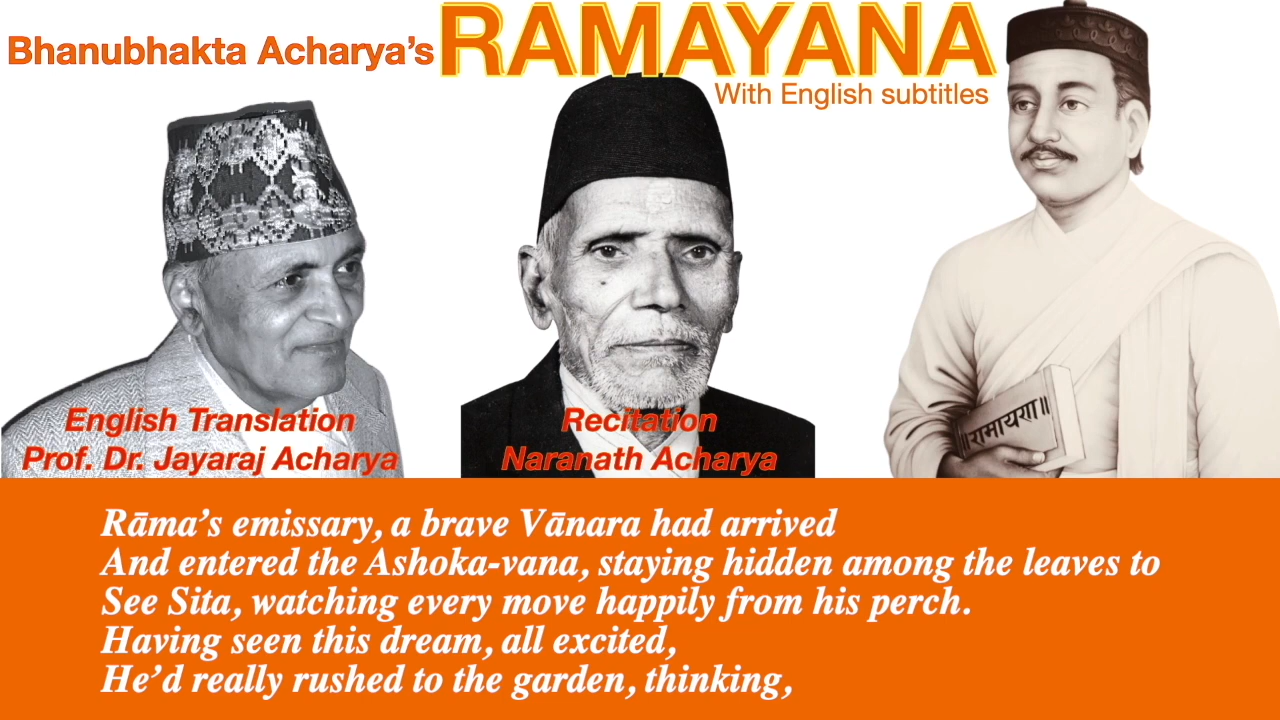 Bhanubhakta Acharya’s RAMAYANA
With English subtitles
॥रामायण॥
English Translation
Prof. Dr. Jayaraj Acharya
Recitation
Naranath Acharya
Rāma’s emissary, a brave Vānara had arrived
And entered the Ashoka-vana, staying hidden among the leaves to
See Sita, watching every move happily from his perch.
Having seen this dream, all excited,
He’d really rushed to the garden, thinking,